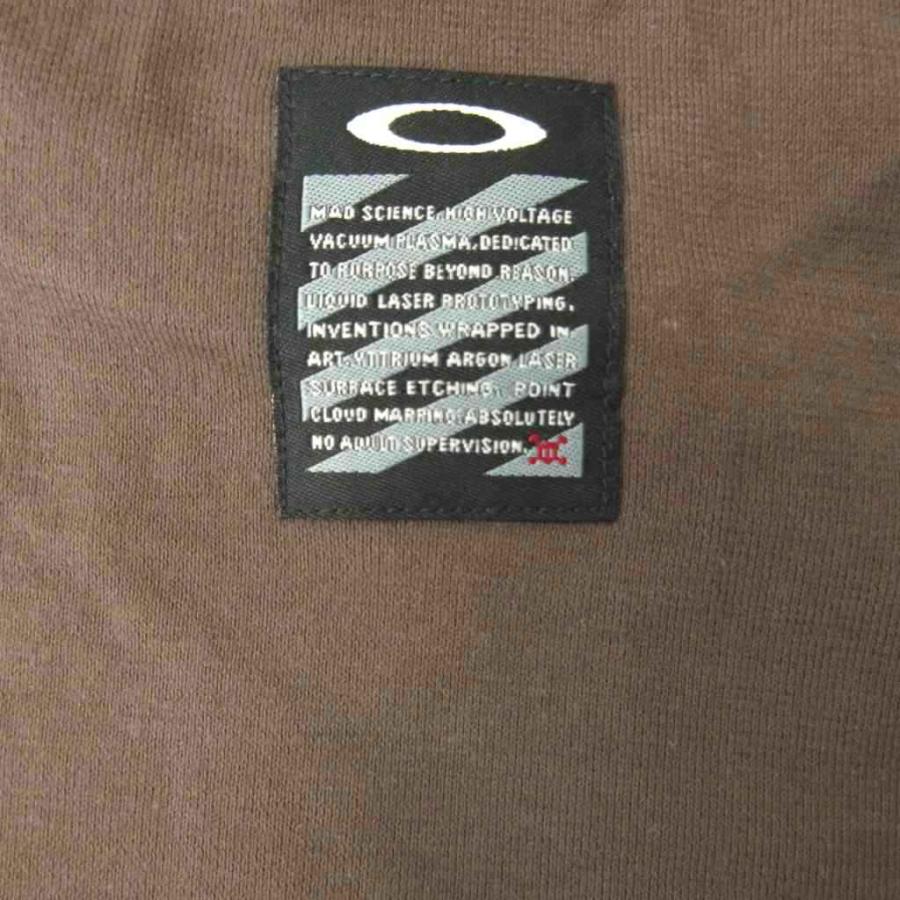 MAD SCIENCE. HIGH VOLTAGE
VACUUM PLASMA. DEDICATED
TO PURPOSE BEYOND REASON.
LIQUID LASER PROTOTYPING.
INVENTIONS WRAPPED IN
ART. YTTRIUM ARGON LASER
SURFACE ETCHING. POINT
CLOUD MAPPING. ABSOLUTELY
NO ADULT SUPERVISION.